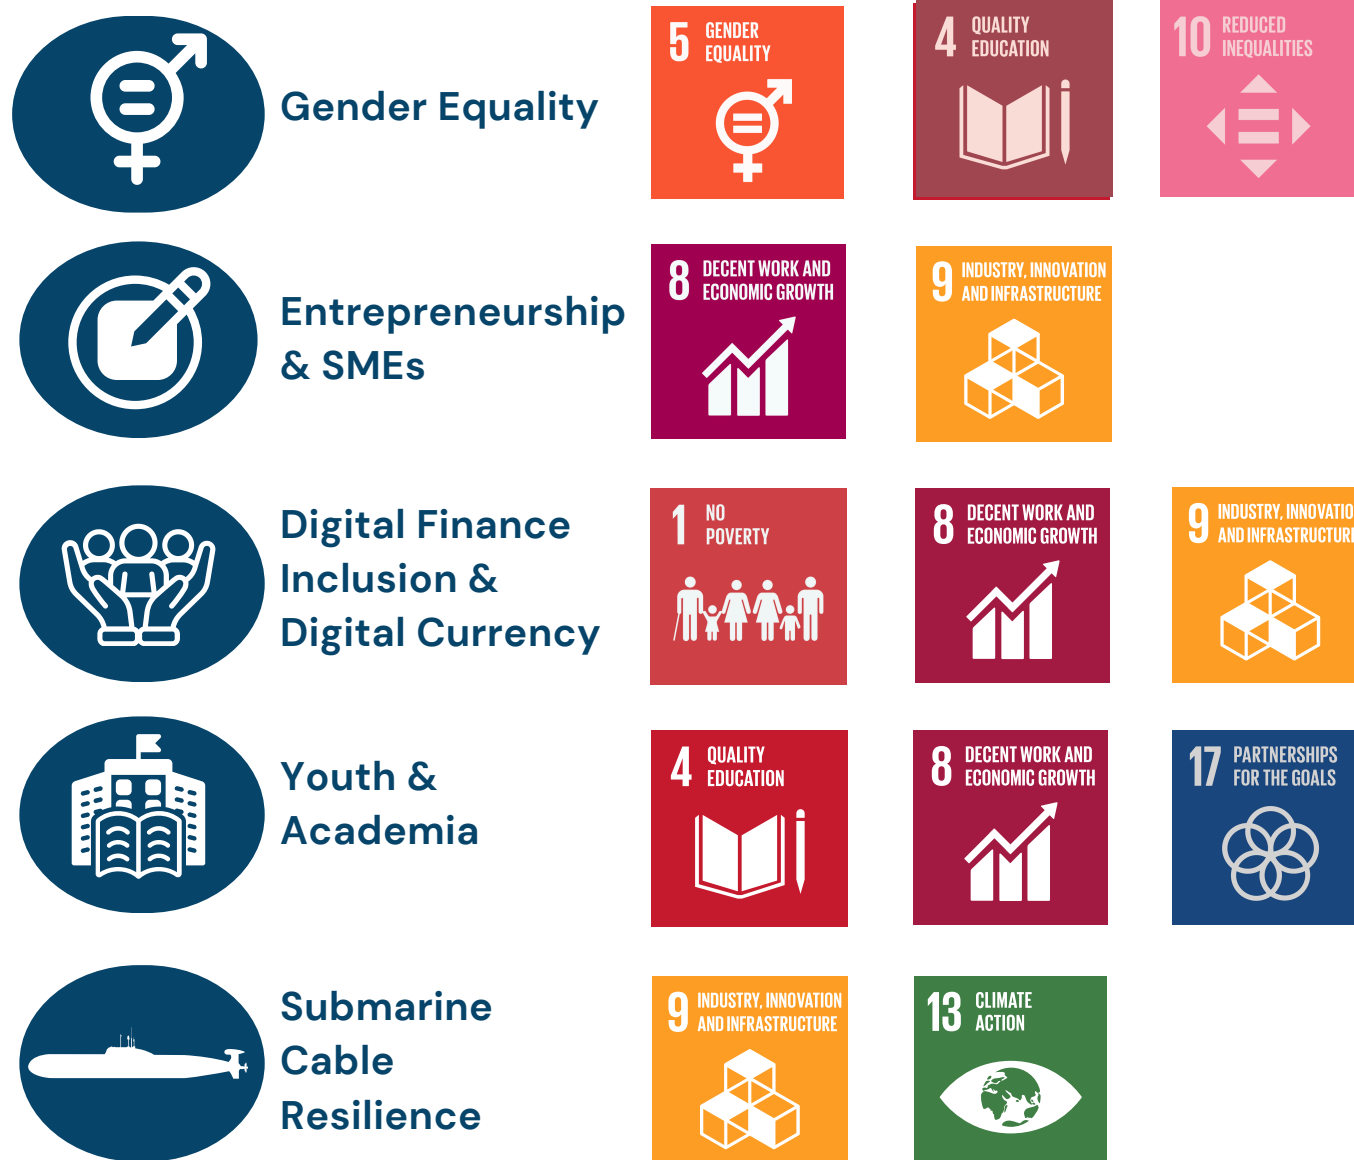 Gender Equality
5 GENDER
EQUALITY
4 QUALITY
EDUCATION
10 REDUCED
INEQUALITIES
Entrepreneurship
& SMEs
8 DECENT WORK AND
ECONOMIC GROWTH
9 INDUSTRY, INNOVATION
AND INFRASTRUCTURE
Digital Finance
Inclusion &
Digital Currency
1 NO
POVERTY
8 DECENT WORK AND
ECONOMIC GROWTH
9 INDUSTRY, INNOVATIO
AND INFRASTRUCTURE
Youth &
Academia
4 QUALITY
EDUCATION
8 DECENT WORK AND
ECONOMIC GROWTH
17 PARTNERSHIPS
FOR THE GOALS
Submarine
Cable
Resilience
9 INDUSTRY, INNOVATION
AND INFRASTRUCTURE
13 CLIMATE
ACTION